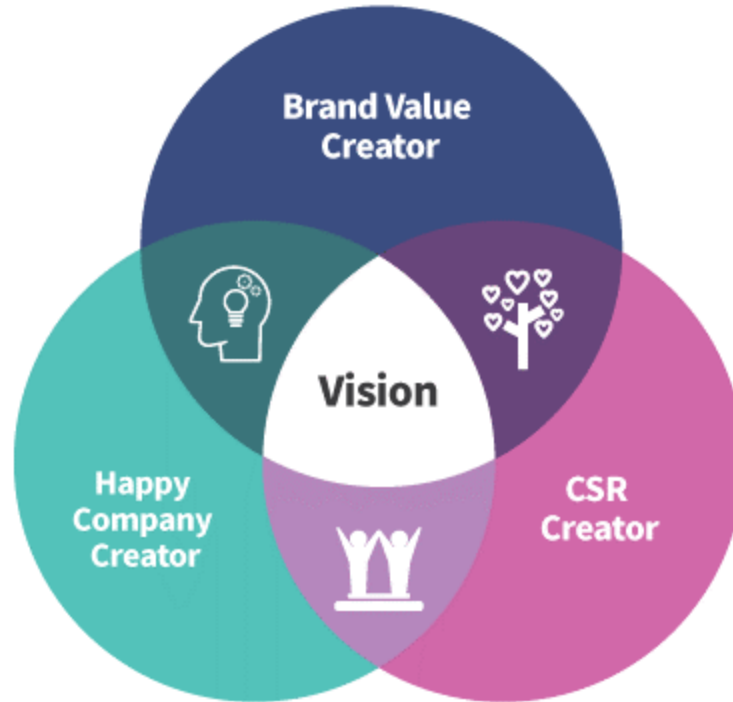 Brand Value
Creator
Vision
Happy
Company
Creator
CSR
Creator